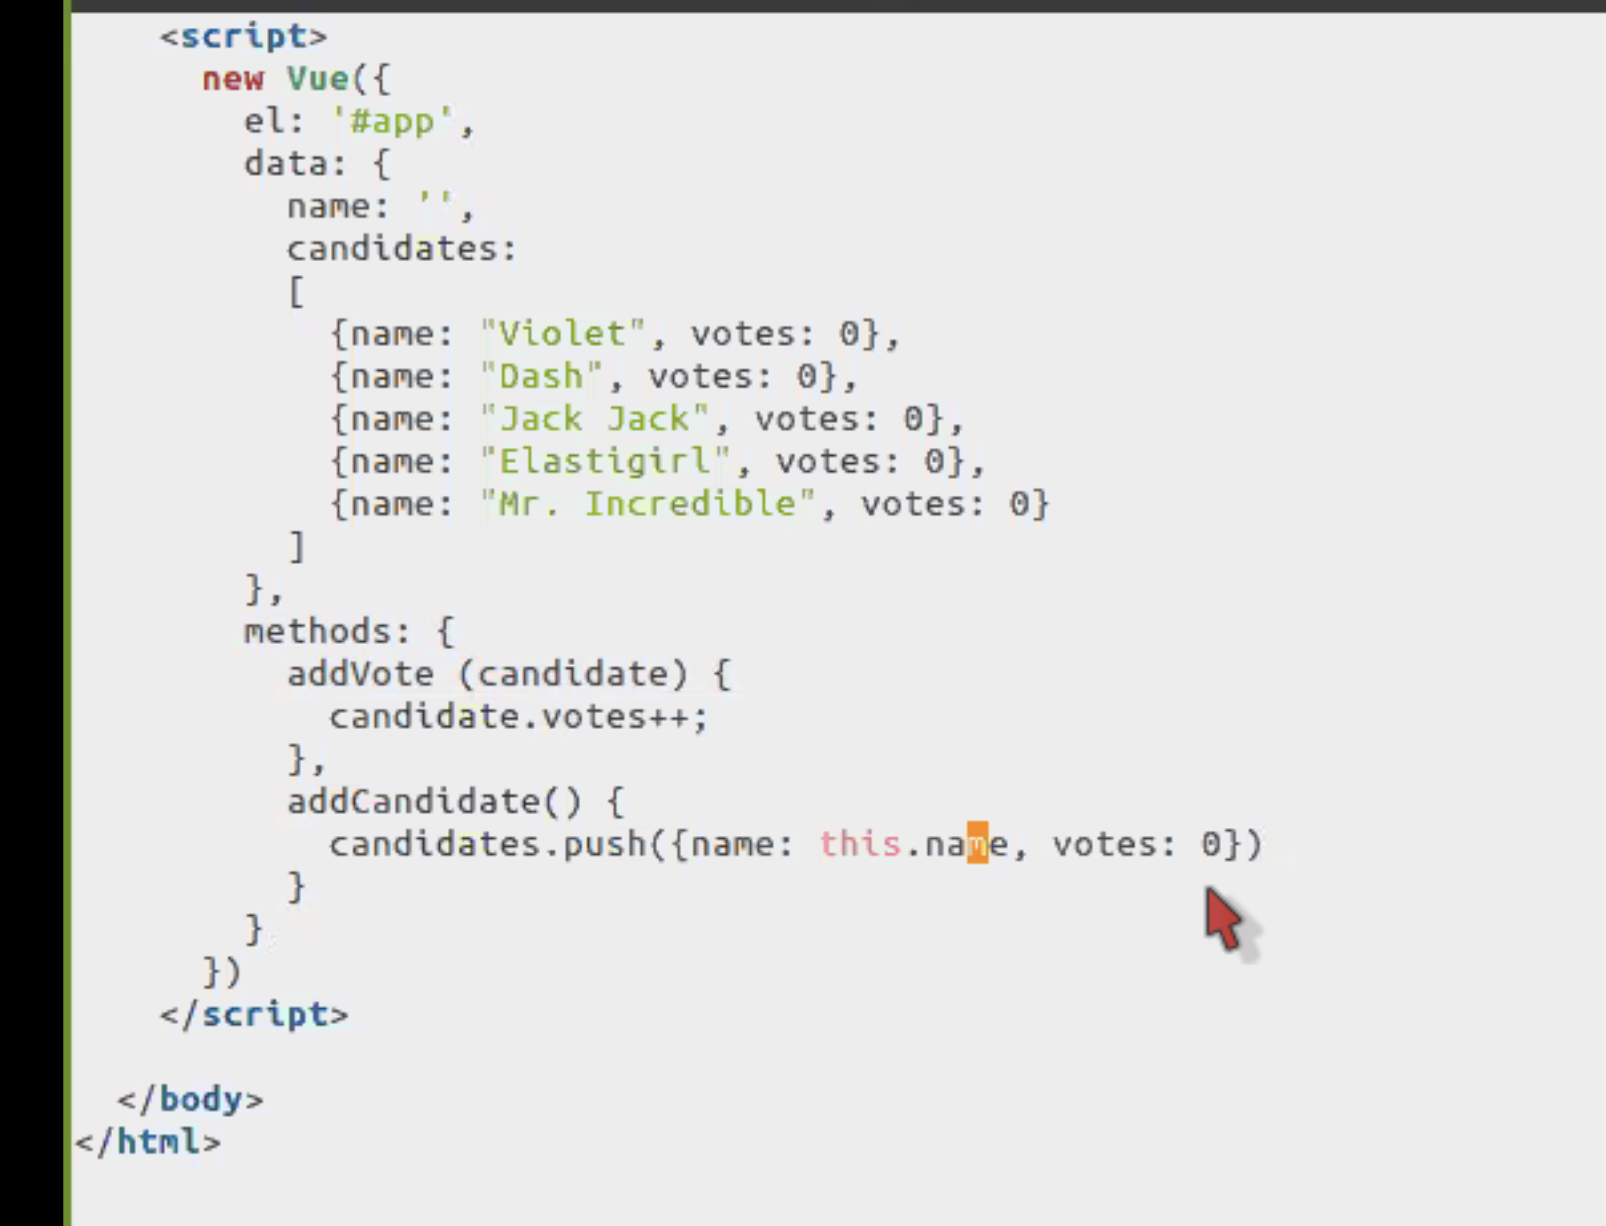 <script>
new Vue({
el: '#app',
data: {
name: '',
candidates:
[
{name: "Violet", votes: 0},
{name: "Dash", votes: 0},
{name: "Jack Jack", votes: 0},
{name: "Elastigirl", votes: 0},
{name: "Mr. Incredible", votes: 0}
]
},
methods: {
addVote (candidate) {
candidate.votes++;
},
addCandidate() {
candidates.push({name: this.name, votes: 0})
}
}
})
</script>
</body>
</html>